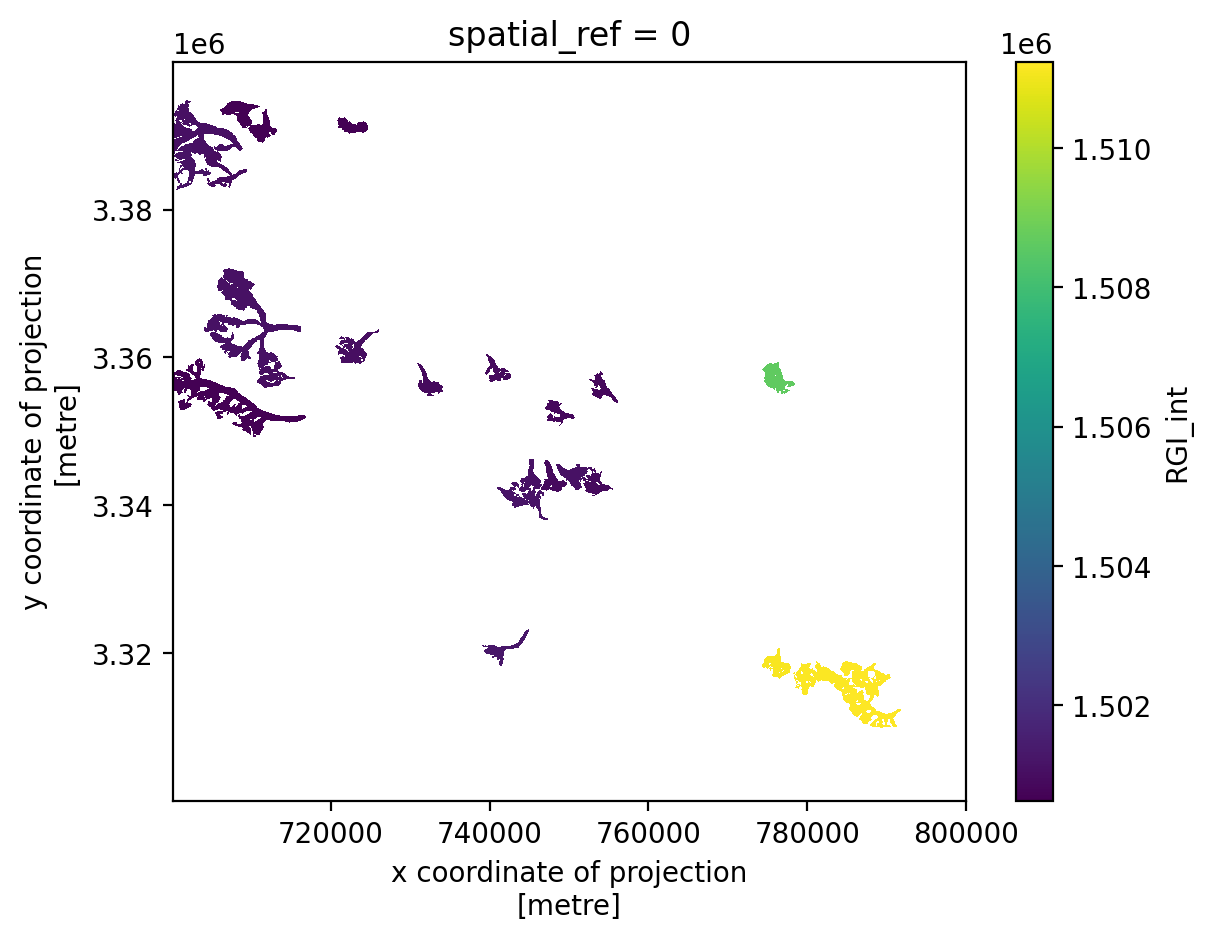 spatial_ref = 0
1e6
1e6
3.38
3.36
3.34
3.32
y coordinate of projection
[metre]
720000 740000 760000 780000 800000
x coordinate of projection
[metre]
1.510
1.508
1.506
1.504
1.502
RGI_int